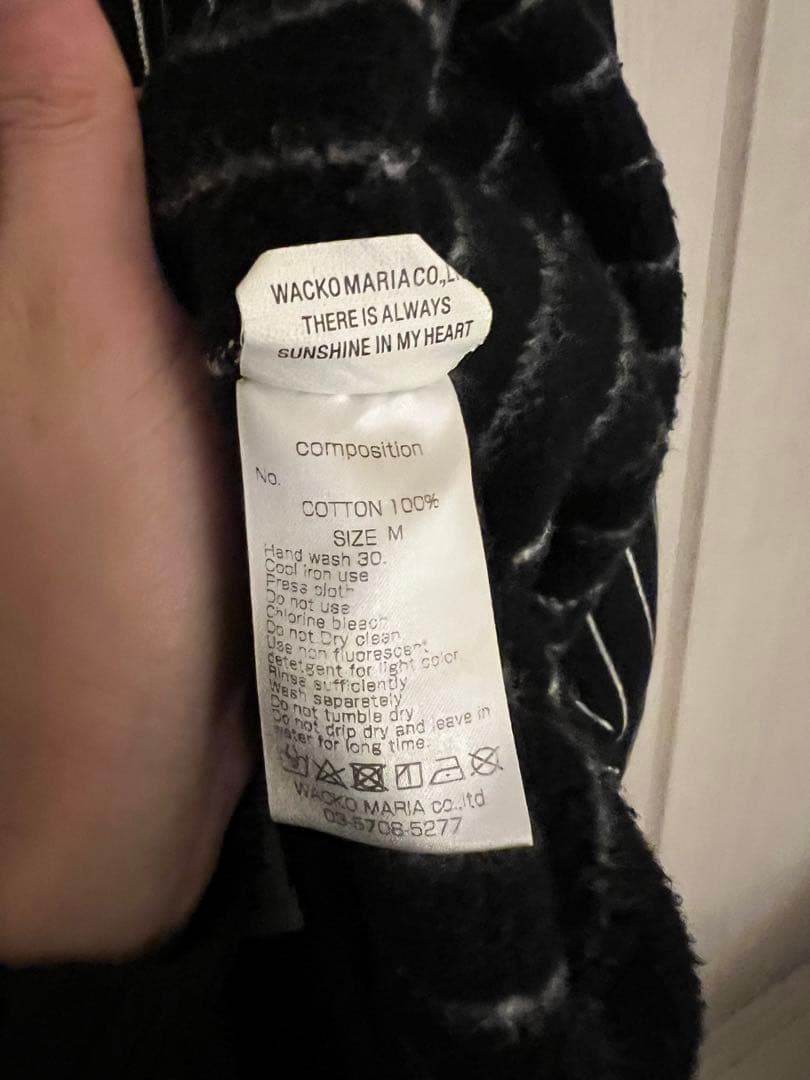 WACKO MARIA CO.,L
THERE IS ALWAYS
SUNSHINE IN MY HEART
composition
No.
COTTON 100%
SIZE M
Hand wash 30.
Cool iron use
Press cloth
Do not use
Chlorine bleach
Do not Dry clean
Use non fluorescent
detetgent for light color
Rinse sufficiently
Wash separately
Do not tumble dry
Do not drip dry and leave in
water for long time.
WACKO MARIA co.,ltd
03-5708-5277